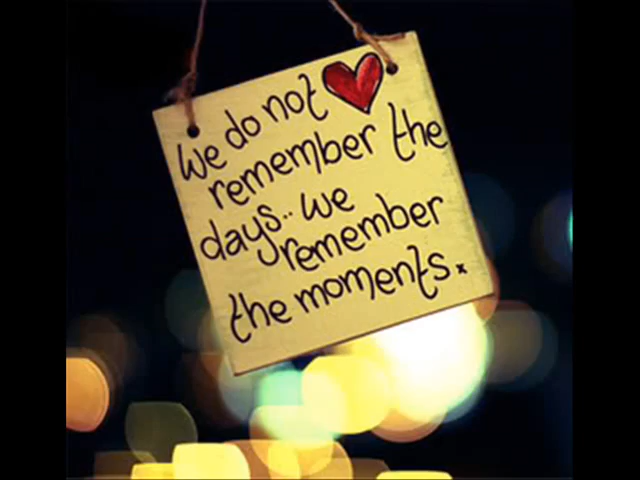 We do not
remember the
days.. we
remember
the moments. x